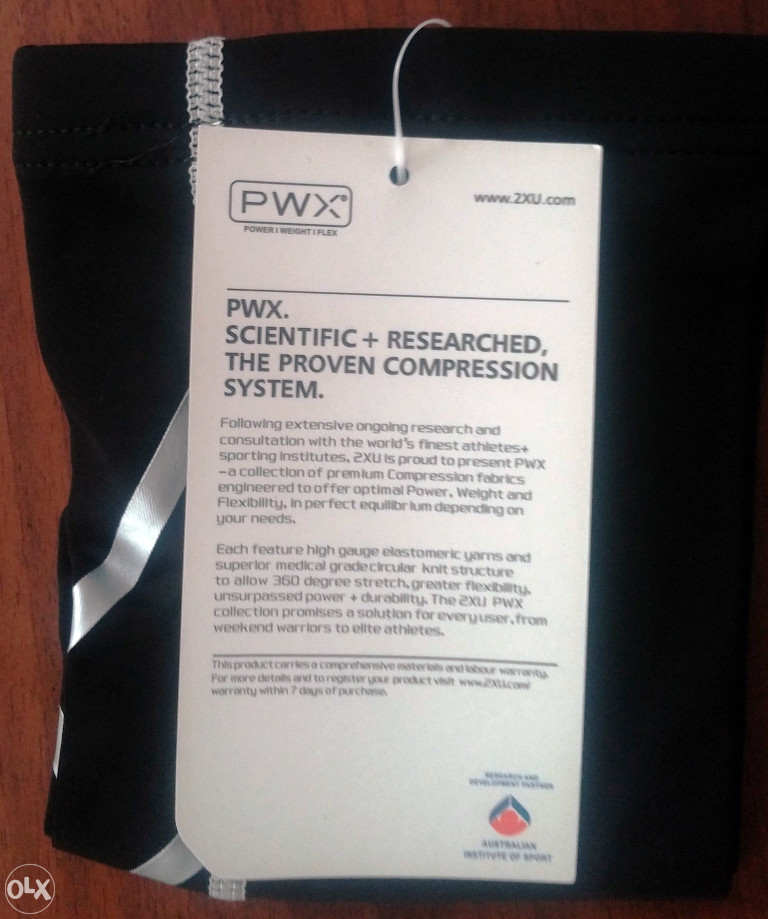 PWX®
POWER I WEIGHT I FLEX
www.2XU.com
PWX.
SCIENTIFIC + RESEARCHED,
THE PROVEN COMPRESSION
SYSTEM.
Following extensive ongoing research and
consultation with the world's finest athletes+
sporting institutes, 2XU is proud to present PWX
– a collection of premium Compression fabrics
engineered to offer optimal Power, Weight and
Flexibility, in perfect equilibrium depending on
your needs.
Each feature high gauge elastomeric yarns and
superior medical grade circular knit structure
to allow 360 degree stretch, greater flexibility,
unsurpassed power + durability. The 2XU PWX
collection promises a solution for every user, from
weekend warriors to elite athletes.
This product carries a comprehensive materials and labour warranty.
For more details and to register your product visit www.2XU.com/
warranty within 7 days of purchase.
RESEARCH AND
DEVELOPMENT PARTNER
AUSTRALIAN
INSTITUTE OF SPORT
OLX